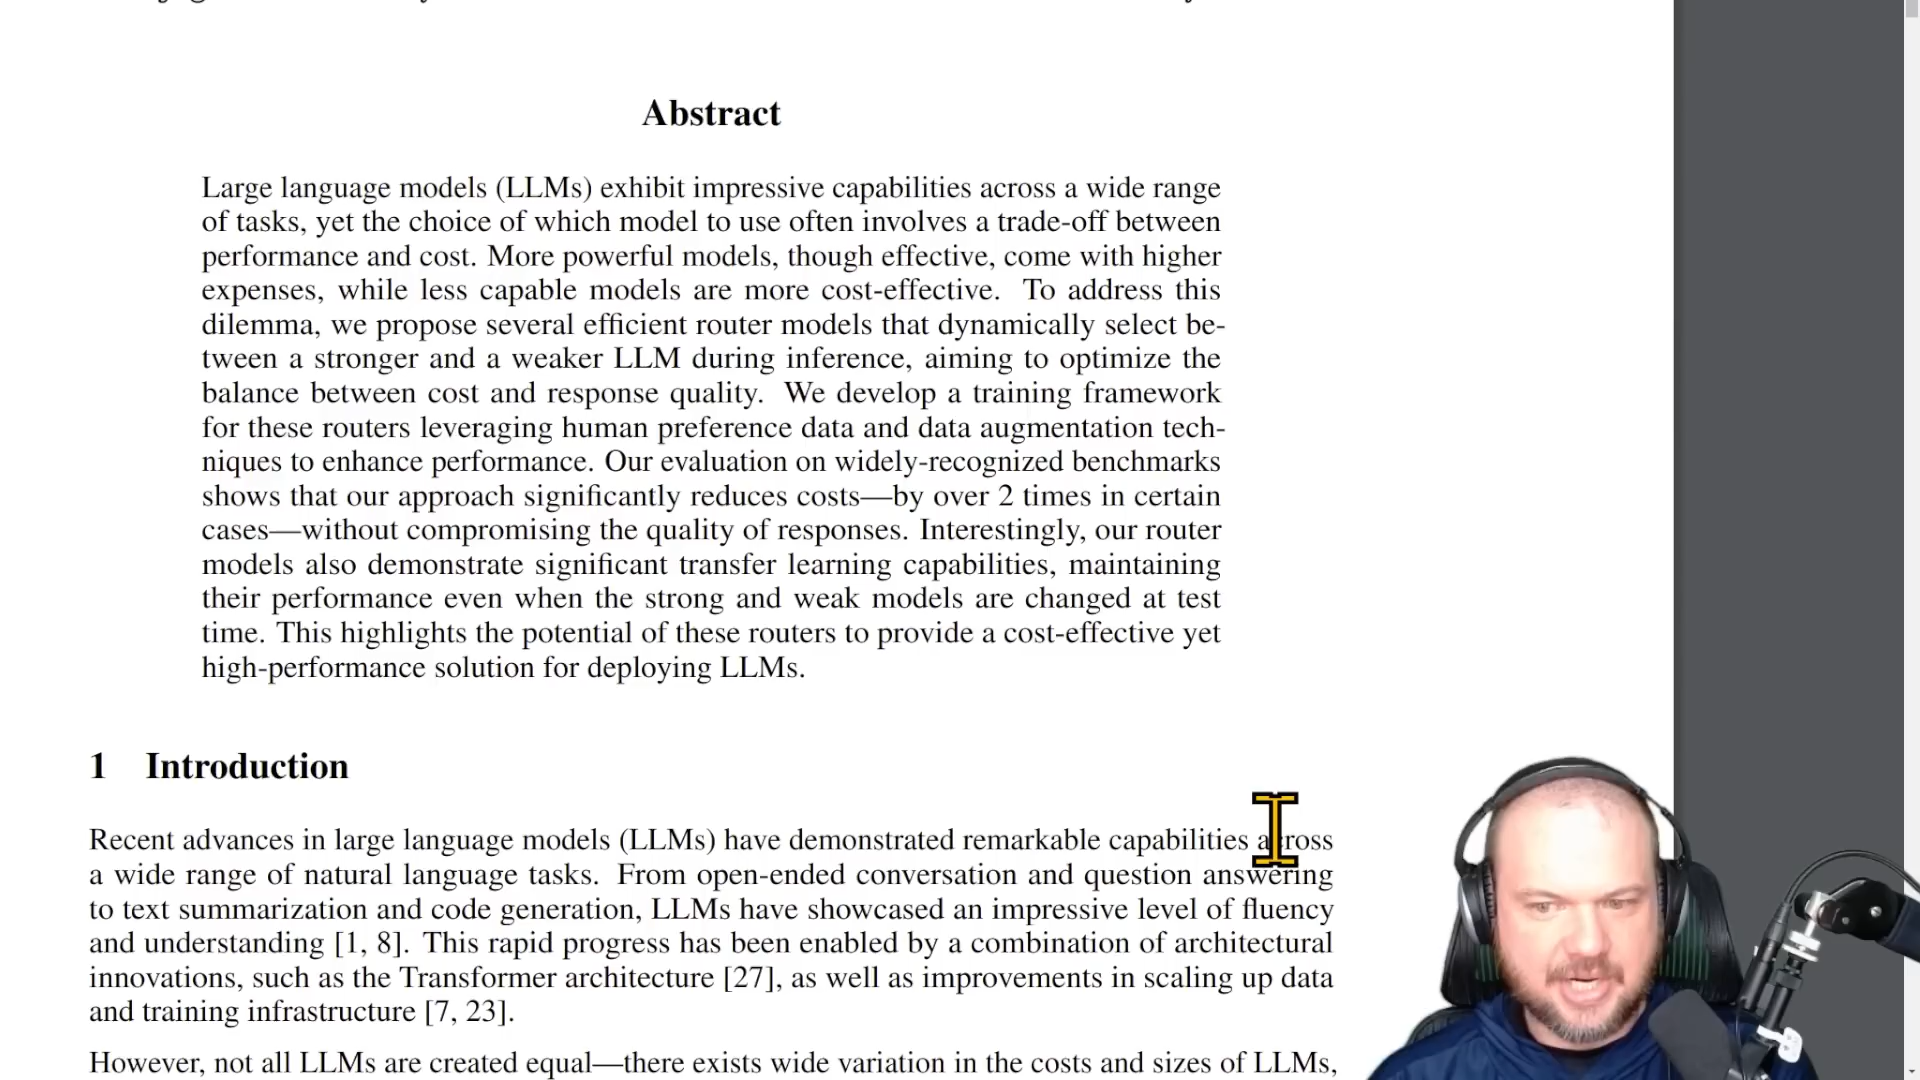 Abstract
Large language models (LLMs) exhibit impressive capabilities across a wide range
of tasks, yet the choice of which model to use often involves a trade-off between
performance and cost. More powerful models, though effective, come with higher
expenses, while less capable models are more cost-effective. To address this
dilemma, we propose several efficient router models that dynamically select be-
tween a stronger and a weaker LLM during inference, aiming to optimize the
balance between cost and response quality. We develop a training framework
for these routers leveraging human preference data and data augmentation tech-
niques to enhance performance. Our evaluation on widely-recognized benchmarks
shows that our approach significantly reduces costs—by over 2 times in certain
cases—without compromising the quality of responses. Interestingly, our router
models also demonstrate significant transfer learning capabilities, maintaining
their performance even when the strong and weak models are changed at test
time. This highlights the potential of these routers to provide a cost-effective yet
high-performance solution for deploying LLMs.
1 Introduction
Recent advances in large language models (LLMs) have demonstrated remarkable capabilities across
a wide range of natural language tasks. From open-ended conversation and question answering
to text summarization and code generation, LLMs have showcased an impressive level of fluency
and understanding [1, 8]. This rapid progress has been enabled by a combination of architectural
innovations, such as the Transformer architecture [27], as well as improvements in scaling up data
and training infrastructure [7, 23].
However, not all LLMs are created equal—there exists wide variation in the costs and sizes of LLMs,